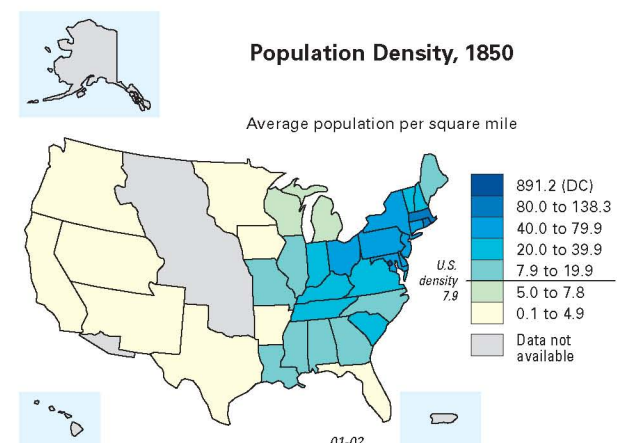 Population Density, 1850
Average population per square mile
891.2 (DC)
80.0 to 138.3
40.0 to 79.9
20.0 to 39.9
7.9 to 19.9
5.0 to 7.8
0.1 to 4.9
Data not
available
U.S.
density
7.9
01-02